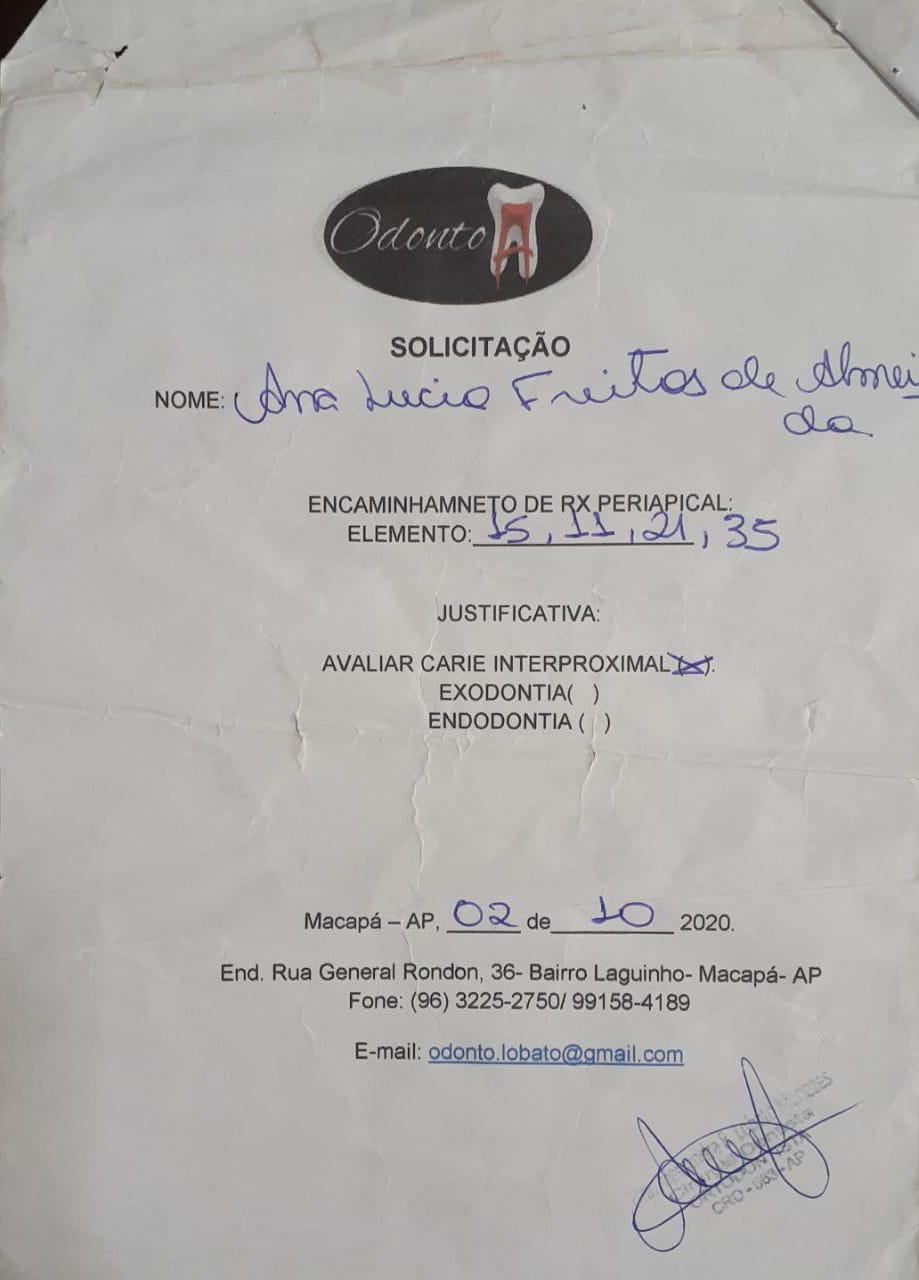 Odonto A
SOLICITAÇÃO
NOME: Ana Lucia Freitas de Almei
da
ENCAMINHAMNETO DE RX PERIAPICAL:
ELEMENTO: 15, 11, 21, 35
JUSTIFICATIVA:
AVALIAR CARIE INTERPROXIMAL(X).
EXODONTIA( )
ENDODONTIA ( )
Macapá – AP, 02 de 10 2020.
End. Rua General Rondon, 36- Bairro Laguinho- Macapá- AP
Fone: (96) 3225-2750/ 99158-4189
E-mail: odonto.lobato@gmail.com
CRO - AP